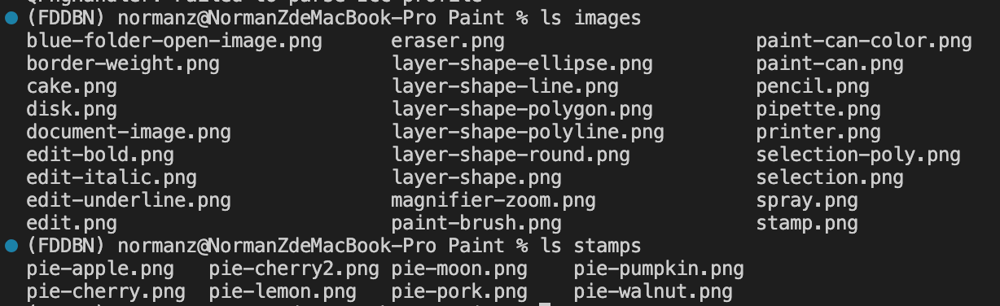 (FDDBN) normanz@NormanZdeMacBook-Pro Paint % ls images
blue-folder-open-image.png eraser.png paint-can-color.png
border-weight.png layer-shape-ellipse.png paint-can.png
cake.png layer-shape-line.png pencil.png
disk.png layer-shape-polygon.png pipette.png
document-image.png layer-shape-polyline.png printer.png
edit-bold.png layer-shape-round.png selection-poly.png
edit-italic.png layer-shape.png selection.png
edit-underline.png magnifier-zoom.png spray.png
edit.png paint-brush.png stamp.png
(FDDBN) normanz@NormanZdeMacBook-Pro Paint % ls stamps
pie-apple.png pie-cherry2.png pie-moon.png pie-pumpkin.png
pie-cherry.png pie-lemon.png pie-pork.png pie-walnut.png